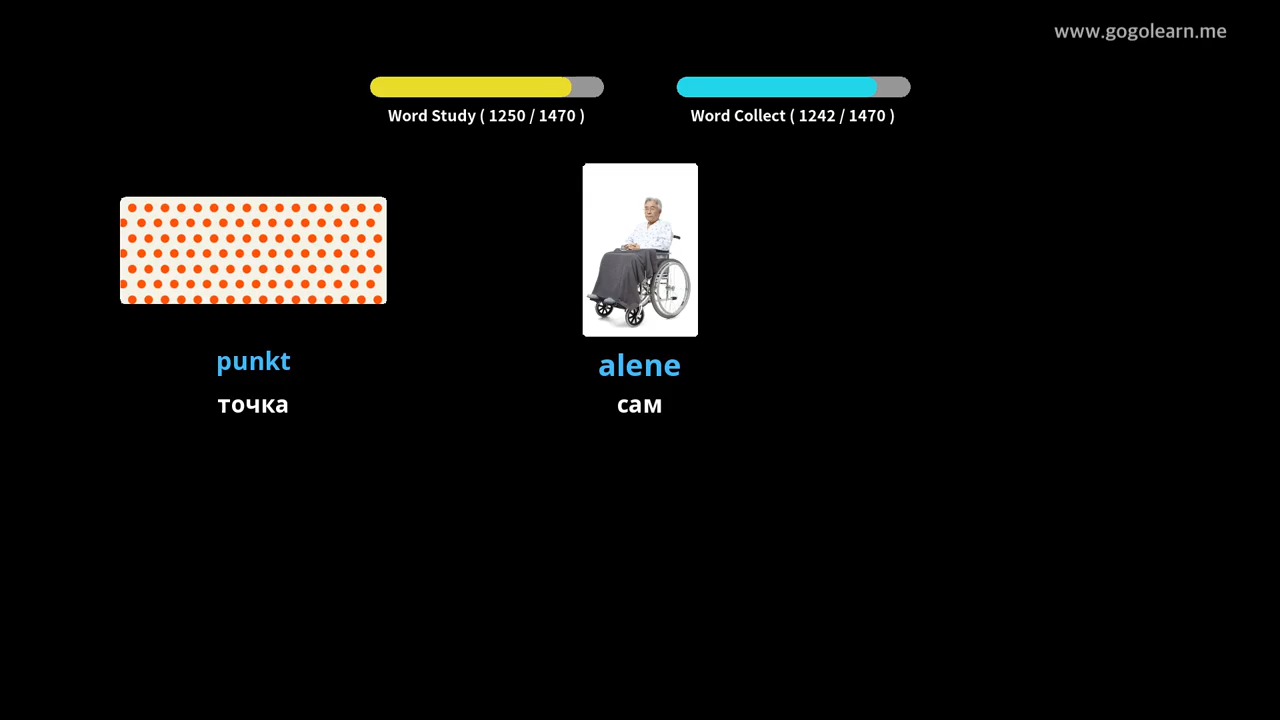 www.gogolearn.me
Word Study ( 1250 / 1470 )
Word Collect ( 1242 / 1470 )
punkt
точка
alene
сам